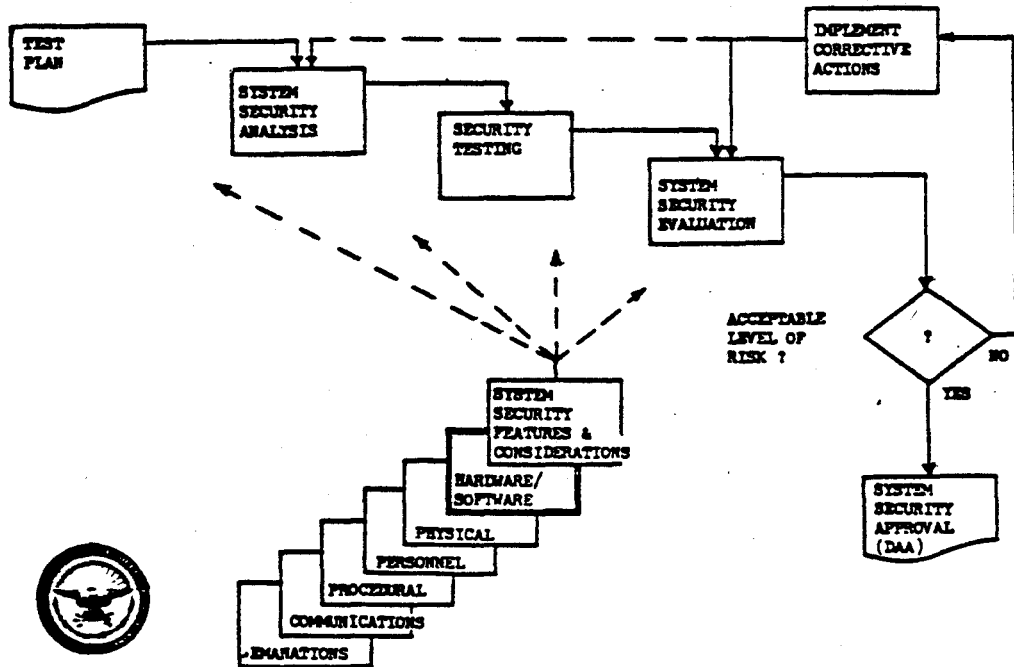 TEST
PLAN
IMPLEMENT
CORRECTIVE
ACTIONS
SYSTEM
SECURITY
ANALYSIS
SECURITY
TESTING
SYSTEM
SECURITY
EVALUATION
ACCEPTABLE
LEVEL OF
RISK ?
?
NO
YES
SYSTEM
SECURITY
FEATURES &
CONSIDERATIONS
HARDWARE/
SOFTWARE
PHYSICAL
PERSONNEL
PROCEDURAL
COMMUNICATIONS
EMANATIONS
SYSTEM
SECURITY
APPROVAL
(DAA)